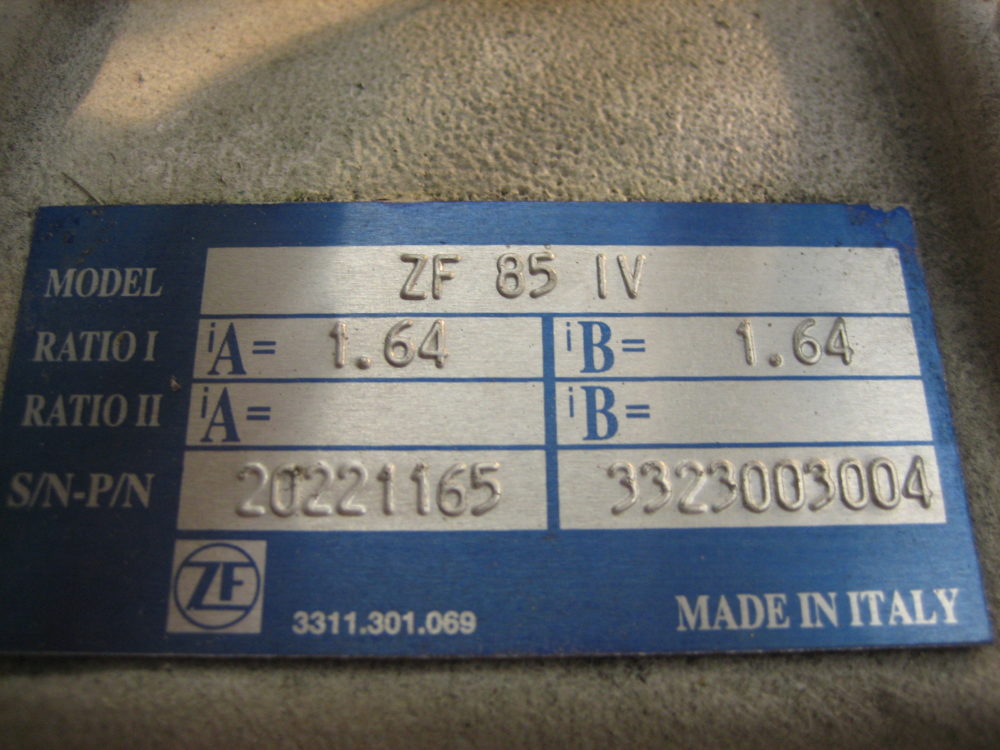 MODEL ZF 85 IV
RATIO I iA= 1.64 iB= 1.64
RATIO II iA= iB=
S/N-P/N 20221165 3323003004
ZF 3311.301.069 MADE IN ITALY